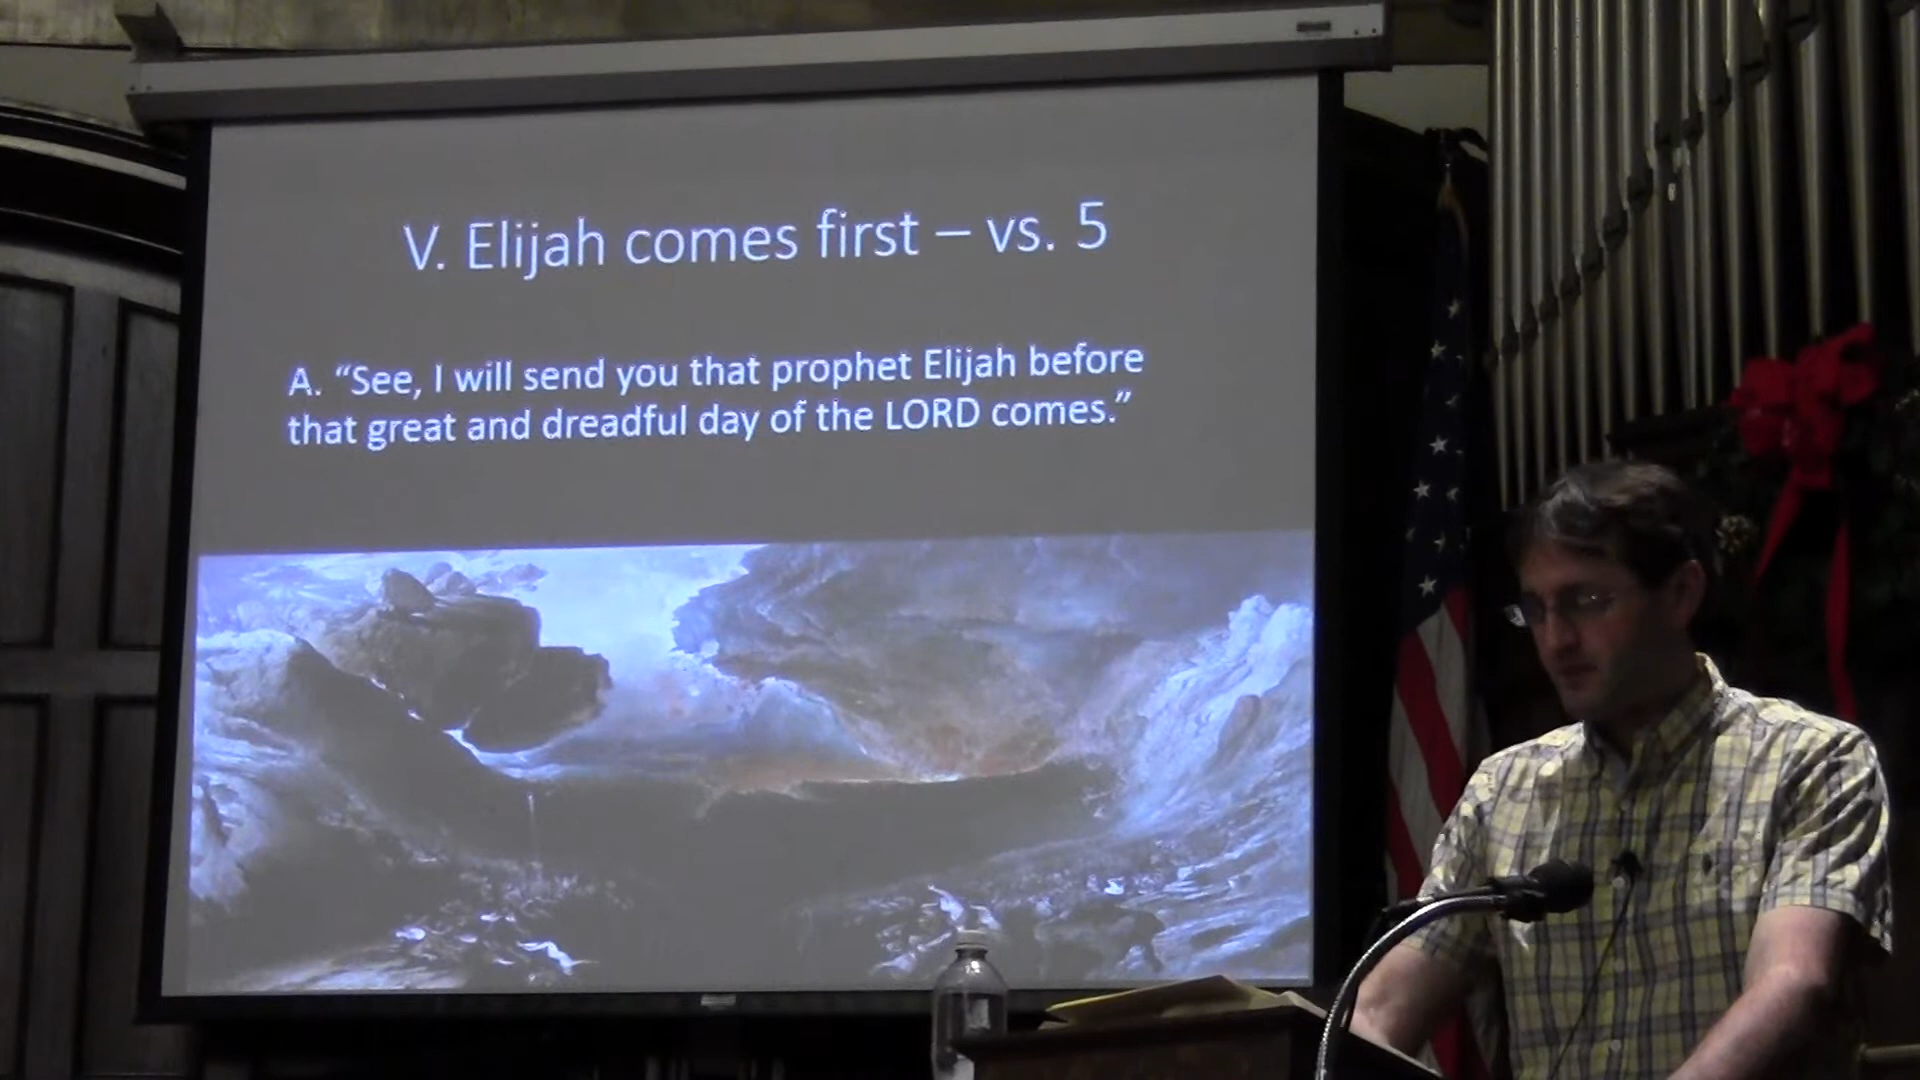 V. Elijah comes first – vs. 5
A. “See, I will send you that prophet Elijah before
that great and dreadful day of the LORD comes.”